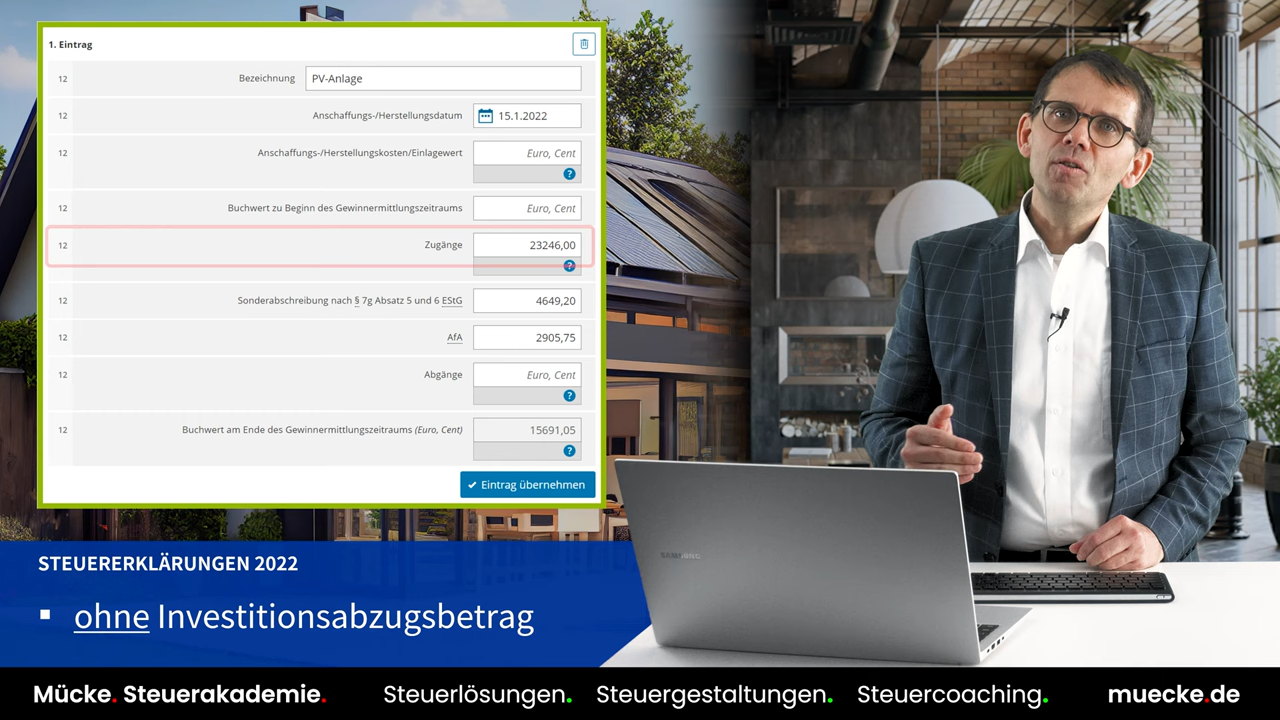 1. Eintrag
12 Bezeichnung PV-Anlage
12 Anschaffungs-/Herstellungsdatum 15.1.2022
12 Anschaffungs-/Herstellungskosten/Einlagewert Euro, Cent
?
12 Buchwert zu Beginn des Gewinnermittlungszeitraums Euro, Cent
12 Zugänge 23246,00
?
12 Sonderabschreibung nach § 7g Absatz 5 und 6 EStG 4649,20
12 AfA 2905,75
12 Abgänge Euro, Cent
?
12 Buchwert am Ende des Gewinnermittlungszeitraums (Euro, Cent) 15691,05
?
✔ Eintrag übernehmen
SAMSUNG
STEUERERKLÄRUNGEN 2022
▪ ohne Investitionsabzugsbetrag
Mücke. Steuerakademie. Steuerlösungen. Steuergestaltungen. Steuercoaching. muecke.de